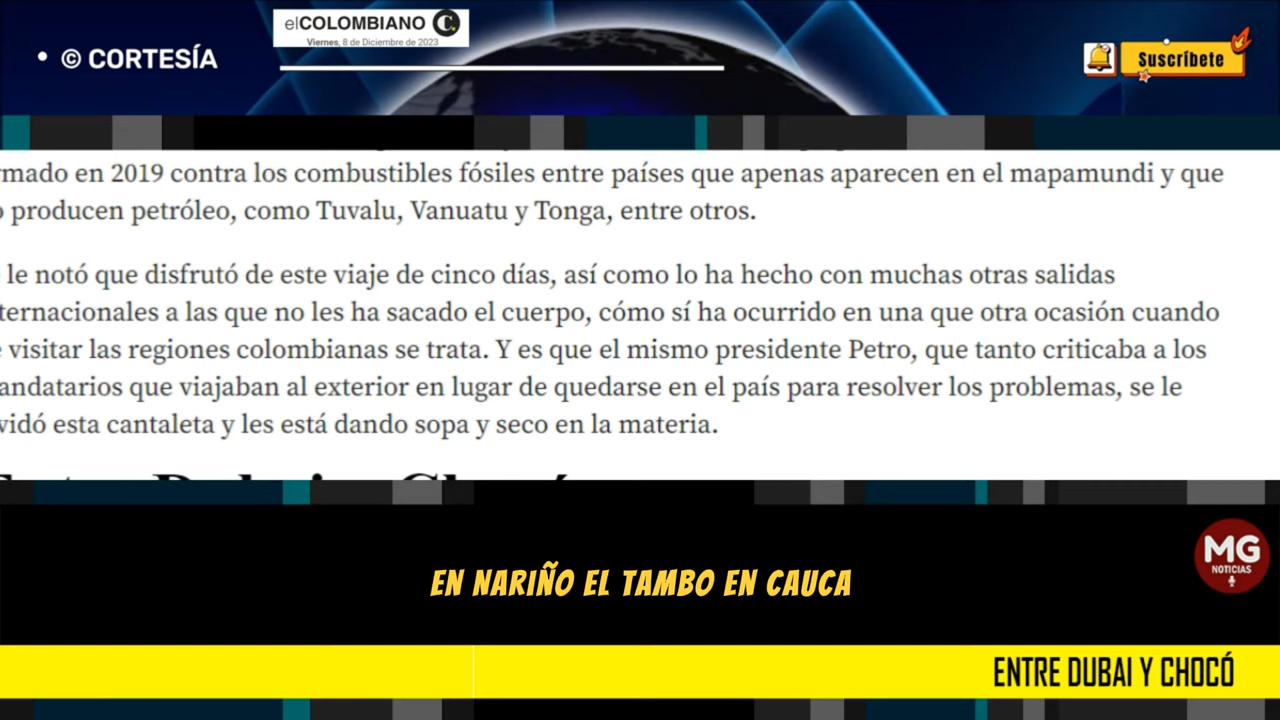 elCOLOMBIANO C
Viernes, 8 de Diciembre de 2023
• © CORTESÍA
Suscríbete
rmado en 2019 contra los combustibles fósiles entre países que apenas aparecen en el mapamundi y que
o producen petróleo, como Tuvalu, Vanuatu y Tonga, entre otros.
e le notó que disfrutó de este viaje de cinco días, así como lo ha hecho con muchas otras salidas
ternacionales a las que no les ha sacado el cuerpo, cómo sí ha ocurrido en una que otra ocasión cuando
e visitar las regiones colombianas se trata. Y es que el mismo presidente Petro, que tanto criticaba a los
andatarios que viajaban al exterior en lugar de quedarse en el país para resolver los problemas, se le
vidó esta cantaleta y les está dando sopa y seco en la materia.
MG
NOTICIAS
EN NARIÑO EL TAMBO EN CAUCA
ENTRE DUBAI Y CHOCÓ